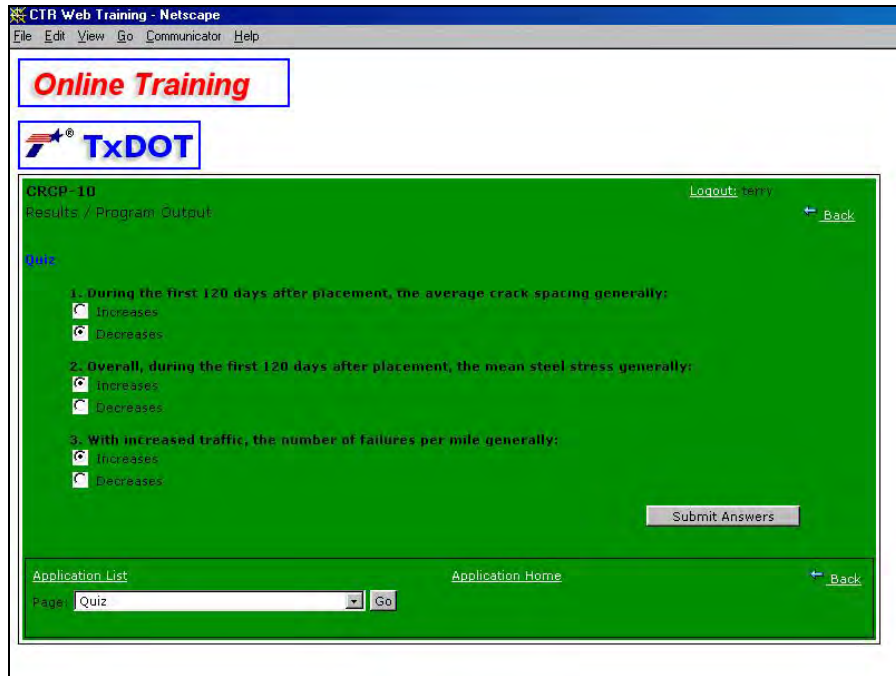 CTR Web Training - Netscape
File Edit View Go Communicator Help
Online Training
® TxDOT
CRCP-10 Logout: terry
Results / Program Output Back
Quiz
1. During the first 120 days after placement, the average crack spacing generally:
Increases
Decreases
2. Overall, during the first 120 days after placement, the mean steel stress generally:
Increases
Decreases
3. With increased traffic, the number of failures per mile generally:
Increases
Decreases
Submit Answers
Application List Application Home Back
Page: Quiz Go